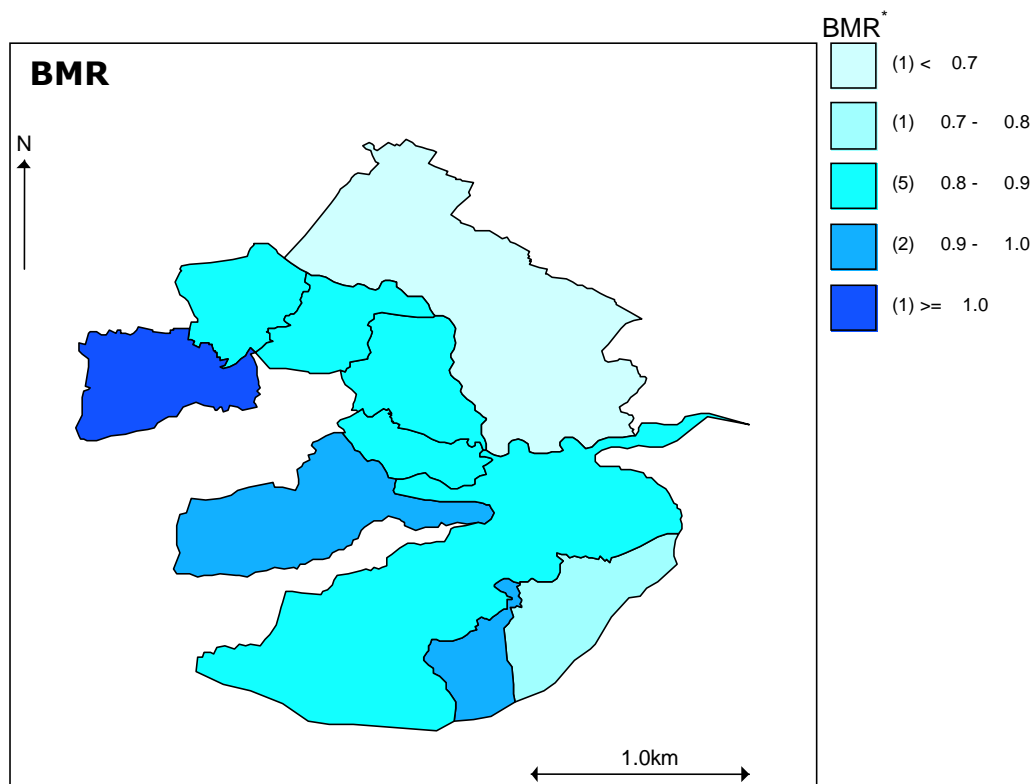 BMR*
BMR
(1) < 0.7
(1) 0.7 - 0.8
(5) 0.8 - 0.9
(2) 0.9 - 1.0
(1) >= 1.0
N
1.0km